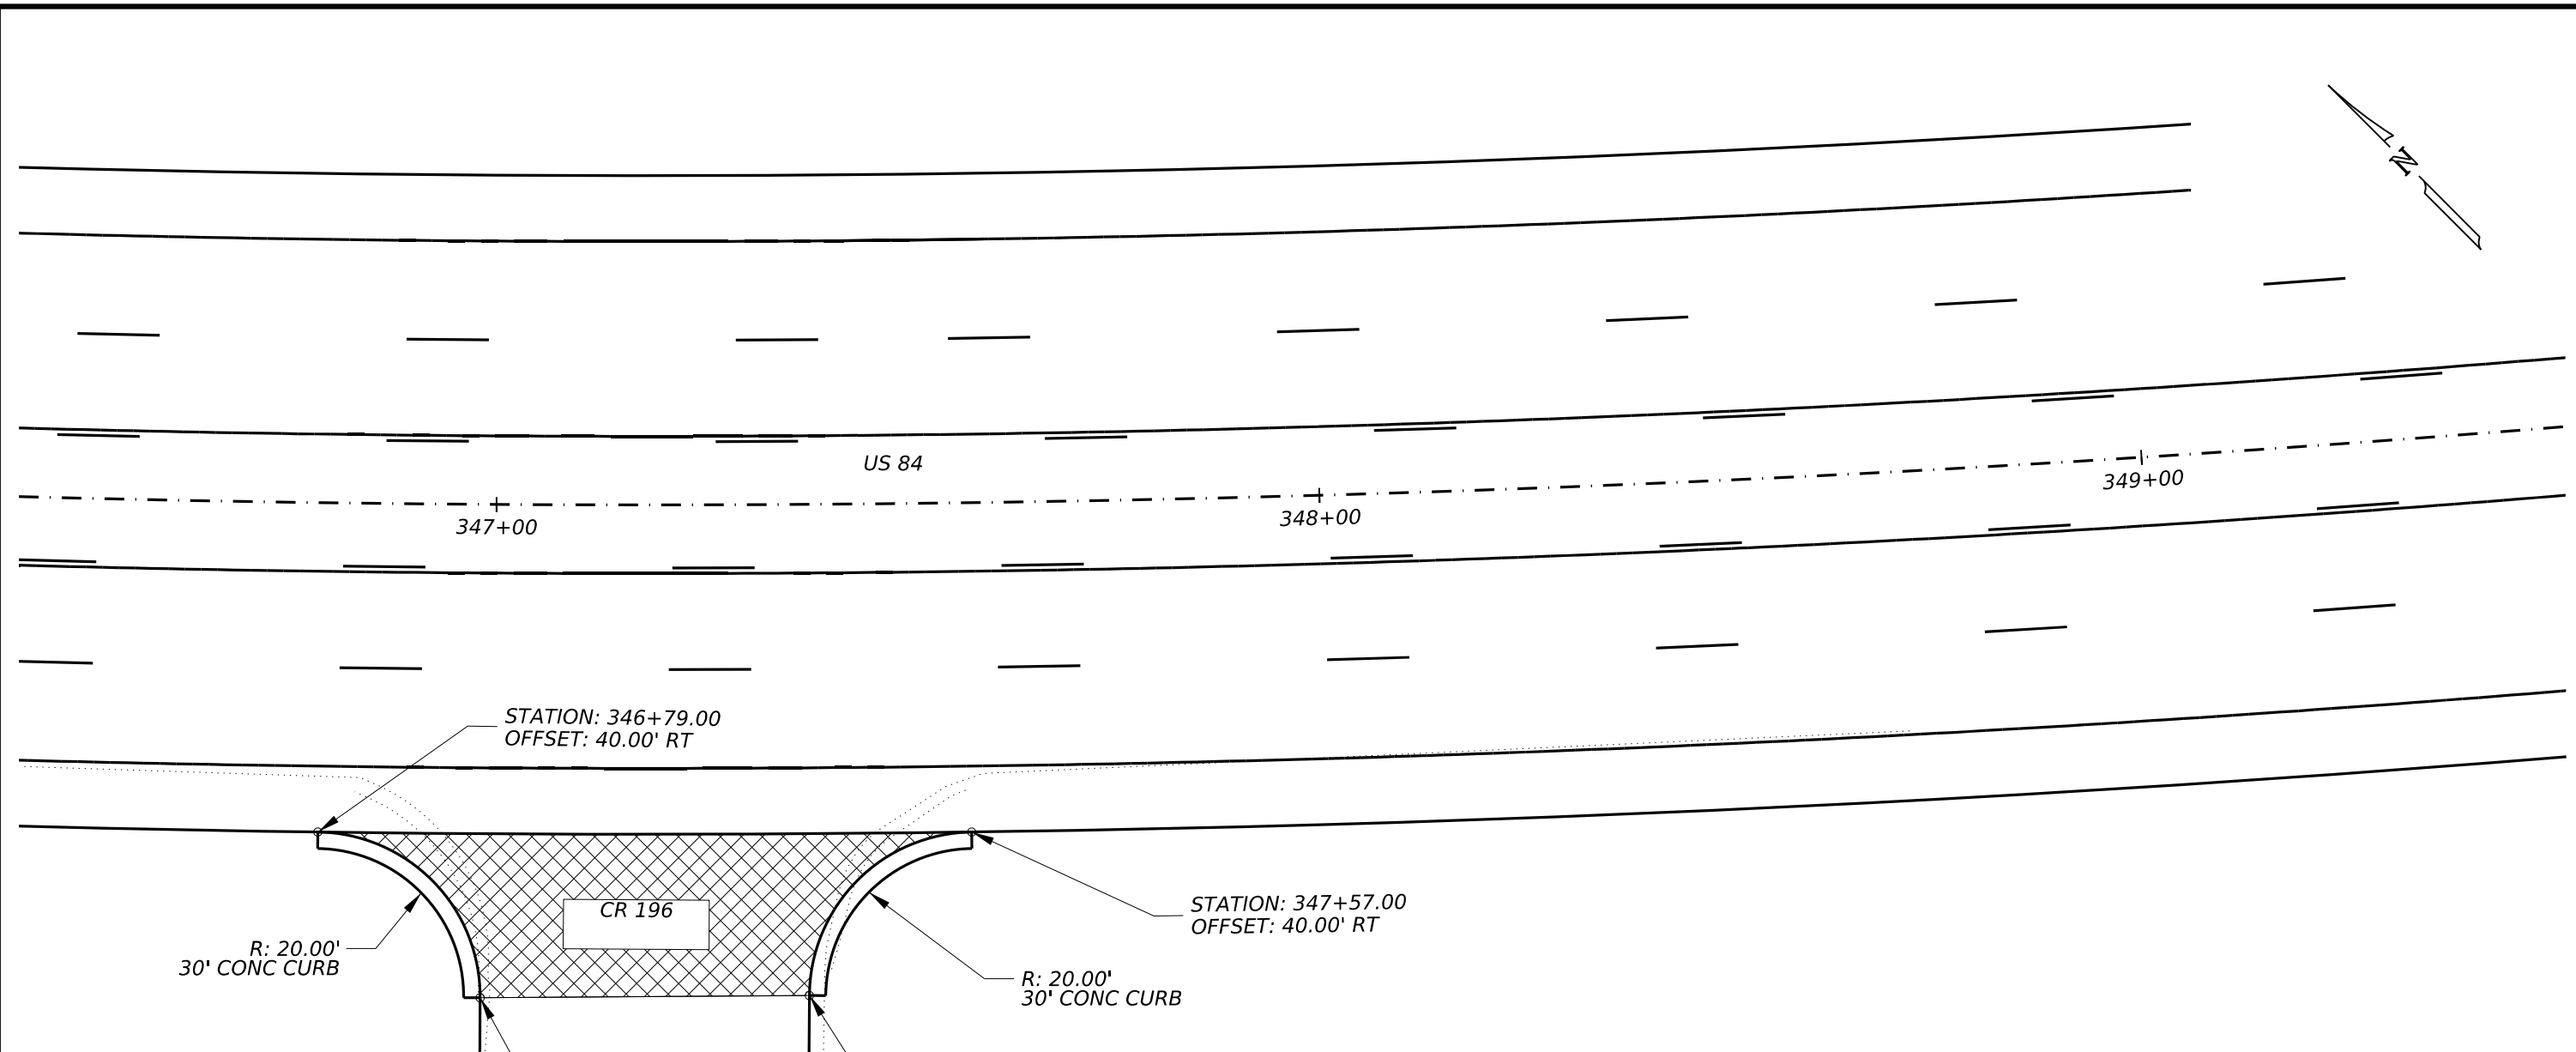 N
US 84
349+00
348+00
347+00
STATION: 346+79.00
OFFSET: 40.00' RT
CR 196
STATION: 347+57.00
OFFSET: 40.00' RT
R: 20.00'
30' CONC CURB
R: 20.00'
30' CONC CURB